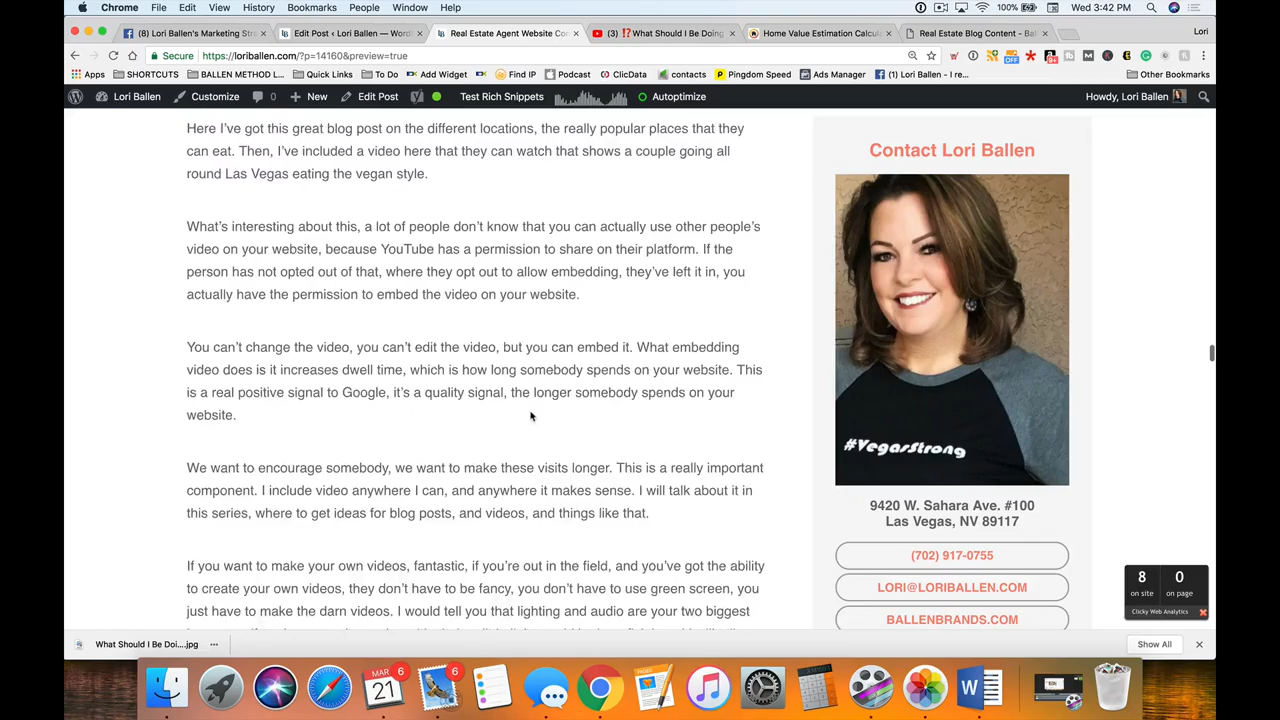 Chrome File Edit View History Bookmarks People Window Help
100% Wed 3:42 PM
(8) Lori Ballen's Marketing Str
Edit Post ‹ Lori Ballen — Word
Real Estate Agent Website Co
(3) ⁉️What Should I Be Doing
Home Value Estimation Calcu
Real Estate Blog Content - Bal
Lori
Secure https://loriballen.com/?p=14160&preview=true
Apps SHORTCUTS BALLEN METHOD L... Quick Links To Do Add Widget Find IP Podcast ClicData contacts Pingdom Speed Ads Manager (1) Lori Ballen - I re... Other Bookmarks
Lori Ballen Customize 0 New Edit Post Test Rich Snippets Autoptimize Howdy, Lori Ballen
Here I've got this great blog post on the different locations, the really popular places that they
can eat. Then, I've included a video here that they can watch that shows a couple going all
round Las Vegas eating the vegan style.
What's interesting about this, a lot of people don't know that you can actually use other people's
video on your website, because YouTube has a permission to share on their platform. If the
person has not opted out of that, where they opt out to allow embedding, they've left it in, you
actually have the permission to embed the video on your website.
You can't change the video, you can't edit the video, but you can embed it. What embedding
video does is it increases dwell time, which is how long somebody spends on your website. This
is a real positive signal to Google, it's a quality signal, the longer somebody spends on your
website.
We want to encourage somebody, we want to make these visits longer. This is a really important
component. I include video anywhere I can, and anywhere it makes sense. I will talk about it in
this series, where to get ideas for blog posts, and videos, and things like that.
If you want to make your own videos, fantastic, if you're out in the field, and you've got the ability
to create your own videos, they don't have to be fancy, you don't have to use green screen, you
just have to make the darn videos. I would tell you that lighting and audio are your two biggest
Contact Lori Ballen
#VegasStrong
9420 W. Sahara Ave. #100
Las Vegas, NV 89117
(702) 917-0755
LORI@LORIBALLEN.COM
BALLENBRANDS.COM
8 0
on site on page
Clicky Web Analytics
What Should I Be Doi....jpg
Show All
MAR
21
6
6
W